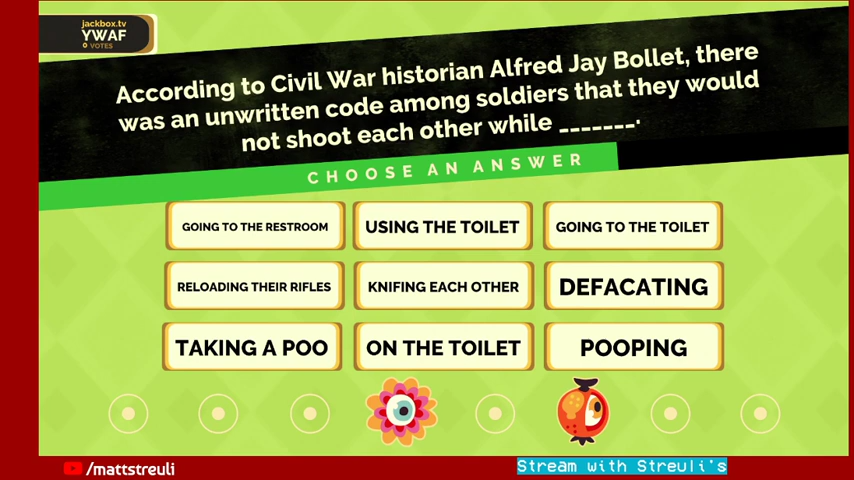 jackbox.tv
YWAF
0 VOTES
According to Civil War historian Alfred Jay Bollet, there
was an unwritten code among soldiers that they would
not shoot each other while _______.
CHOOSE AN ANSWER
GOING TO THE RESTROOM
USING THE TOILET
GOING TO THE TOILET
RELOADING THEIR RIFLES
KNIFING EACH OTHER
DEFACATING
TAKING A POO
ON THE TOILET
POOPING
/mattstreuli
Stream with Streuli's